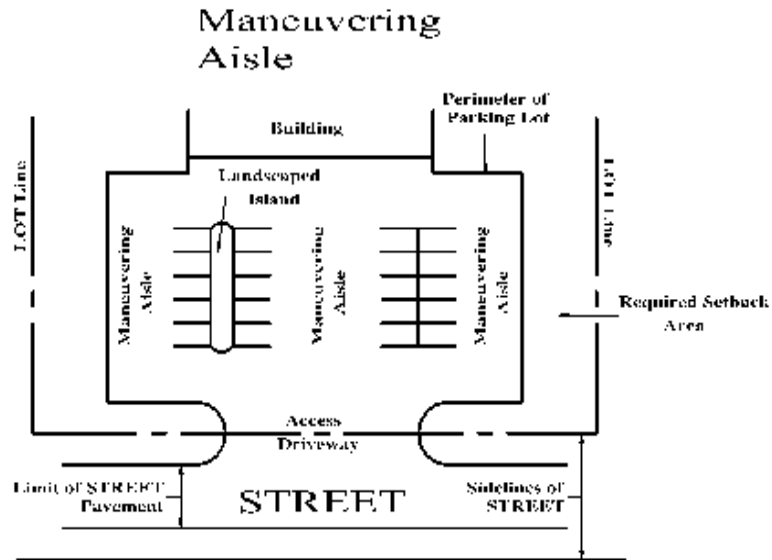 Maneuvering
Aisle
Perimeter of
Parking Lot
Building
Landscaped
Island
LOT Line
LOT Line
Maneuvering
Aisle
Maneuvering
Aisle
Maneuvering
Aisle
Required Setback
Area
Access
Driveway
Limit of STREET
Pavement
STREET
Sidelines of
STREET